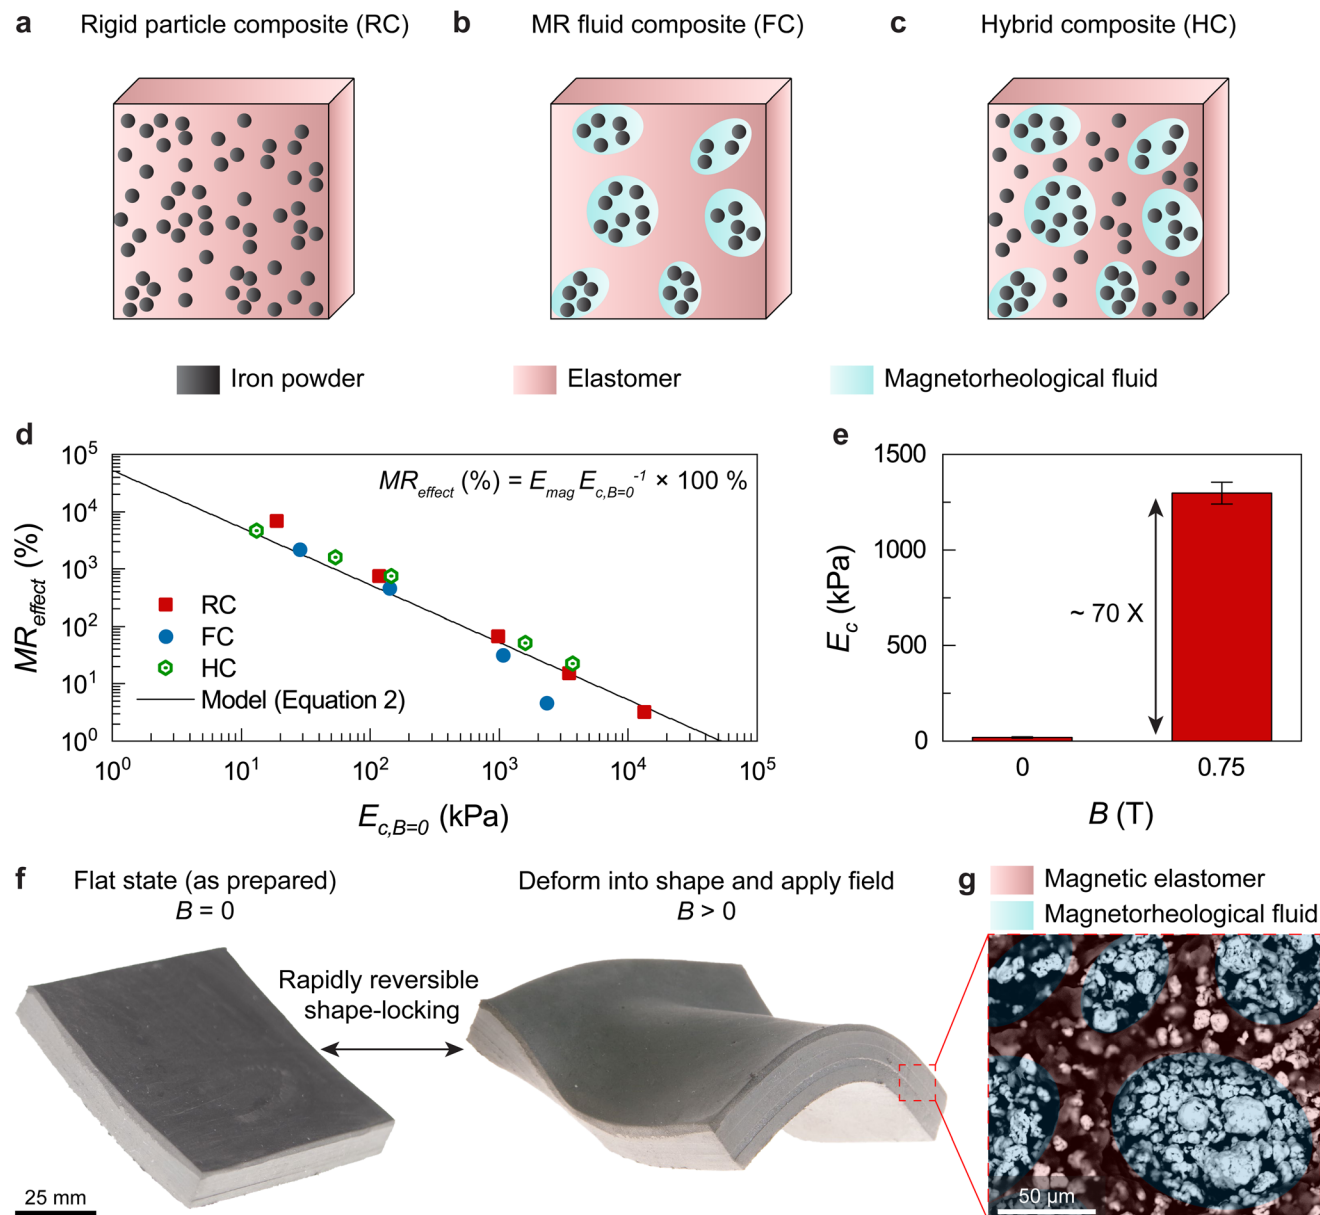 a Rigid particle composite (RC)
b MR fluid composite (FC)
c Hybrid composite (HC)
Iron powder
Elastomer
Magnetorheological fluid
d
MR_effect (%) = E_mag E_c,B=0^-1 × 100 %
10^5
10^4
10^3
10^2
10^1
10^0
MR_effect (%)
RC
FC
HC
Model (Equation 2)
10^0 10^1 10^2 10^3 10^4 10^5
E_c,B=0 (kPa)
e
1500
1000
500
0
E_c (kPa)
~ 70 X
0 0.75
B (T)
f Flat state (as prepared)
B = 0
Deform into shape and apply field
B > 0
Rapidly reversible
shape-locking
25 mm
g Magnetic elastomer
Magnetorheological fluid
50 μm